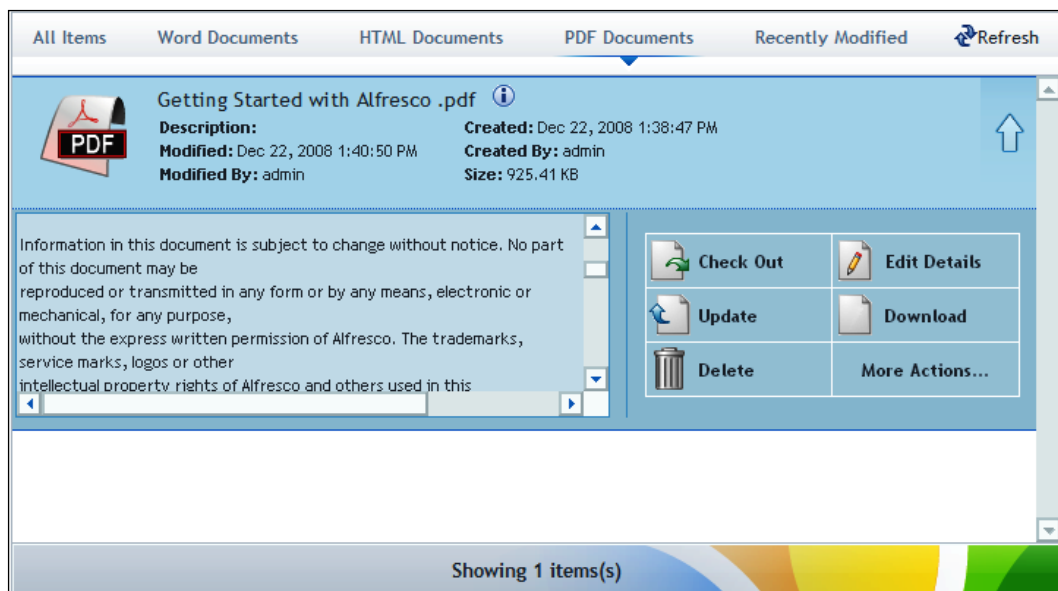 All Items Word Documents HTML Documents PDF Documents Recently Modified Refresh
Getting Started with Alfresco .pdf
PDF
Description: Created: Dec 22, 2008 1:38:47 PM
Modified: Dec 22, 2008 1:40:50 PM Created By: admin
Modified By: admin Size: 925.41 KB
Information in this document is subject to change without notice. No part
of this document may be
reproduced or transmitted in any form or by any means, electronic or
mechanical, for any purpose,
without the express written permission of Alfresco. The trademarks,
service marks, logos or other
intellectual property rights of Alfresco and others used in this
Check Out Edit Details
Update Download
Delete More Actions...
Showing 1 items(s)